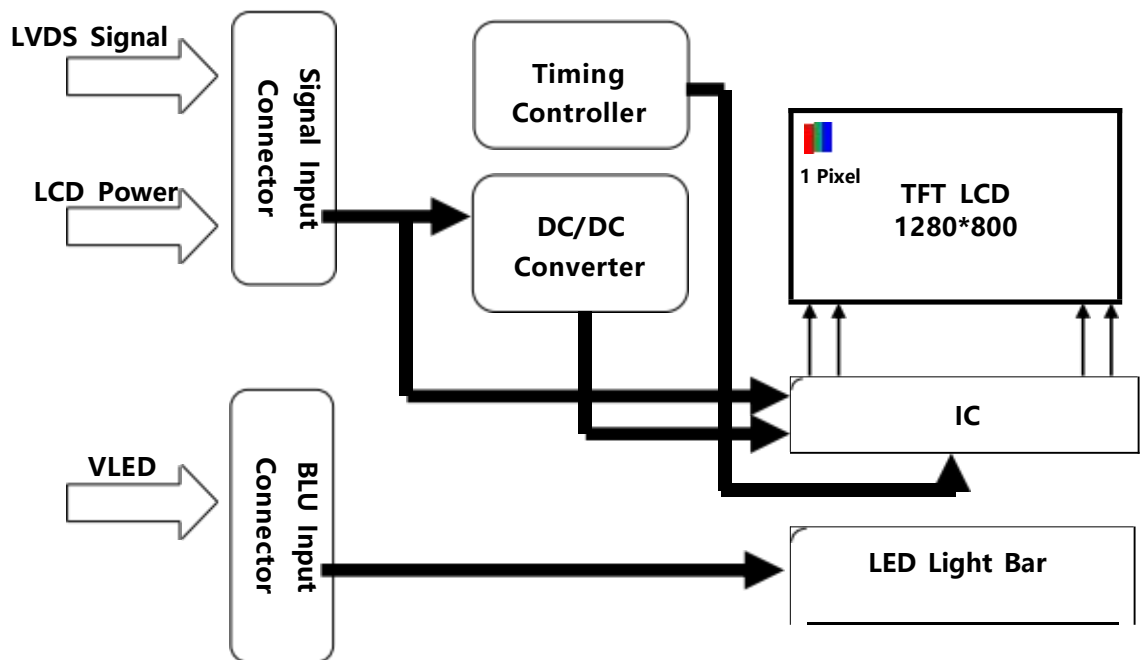 LVDS Signal
LCD Power
Signal Input
Connector
Timing
Controller
DC/DC
Converter
1 Pixel
TFT LCD
1280*800
IC
VLED
BLU Input
Connector
LED Light Bar